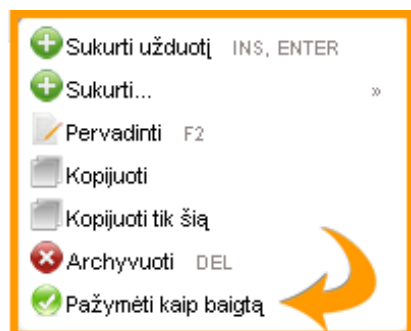 Sukurti užduotį INS, ENTER
Sukurti... »
Pervadinti F2
Kopijuoti
Kopijuoti tik šią
Archyvuoti DEL
Pažymėti kaip baigtą